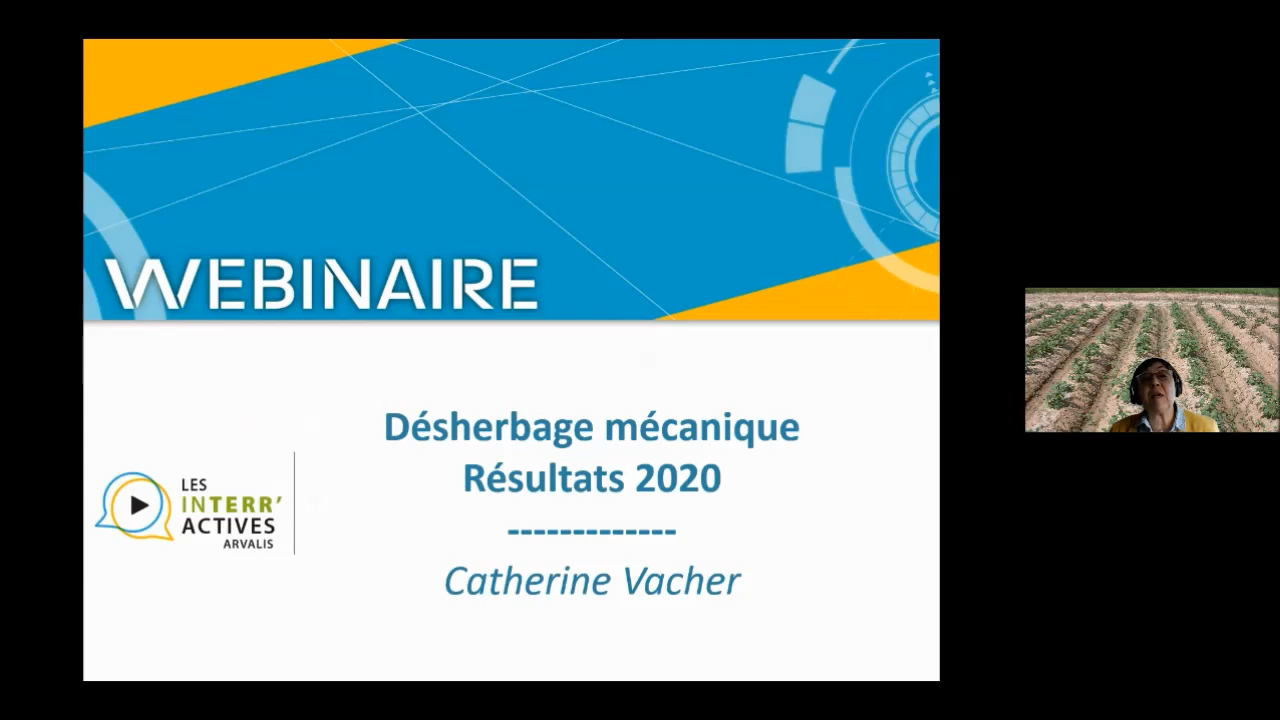 WEBINAIRE
Désherbage mécanique
Résultats 2020
-------------
Catherine Vacher
LES
INTERR'
ACTIVES
ARVALIS